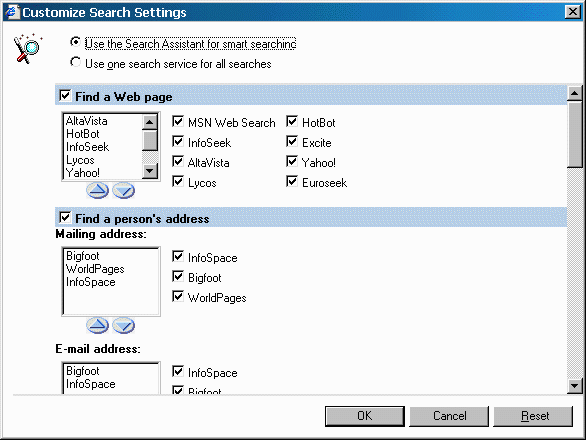 Customize Search Settings
Use the Search Assistant for smart searching
Use one search service for all searches
Find a Web page
AltaVista
HotBot
InfoSeek
Lycos
Yahoo!
MSN Web Search
HotBot
InfoSeek
Excite
AltaVista
Yahoo!
Lycos
Euroseek
Find a person's address
Mailing address:
Bigfoot
WorldPages
InfoSpace
InfoSpace
Bigfoot
WorldPages
E-mail address:
Bigfoot
InfoSpace
InfoSpace
Bigfoot
OK
Cancel
Reset